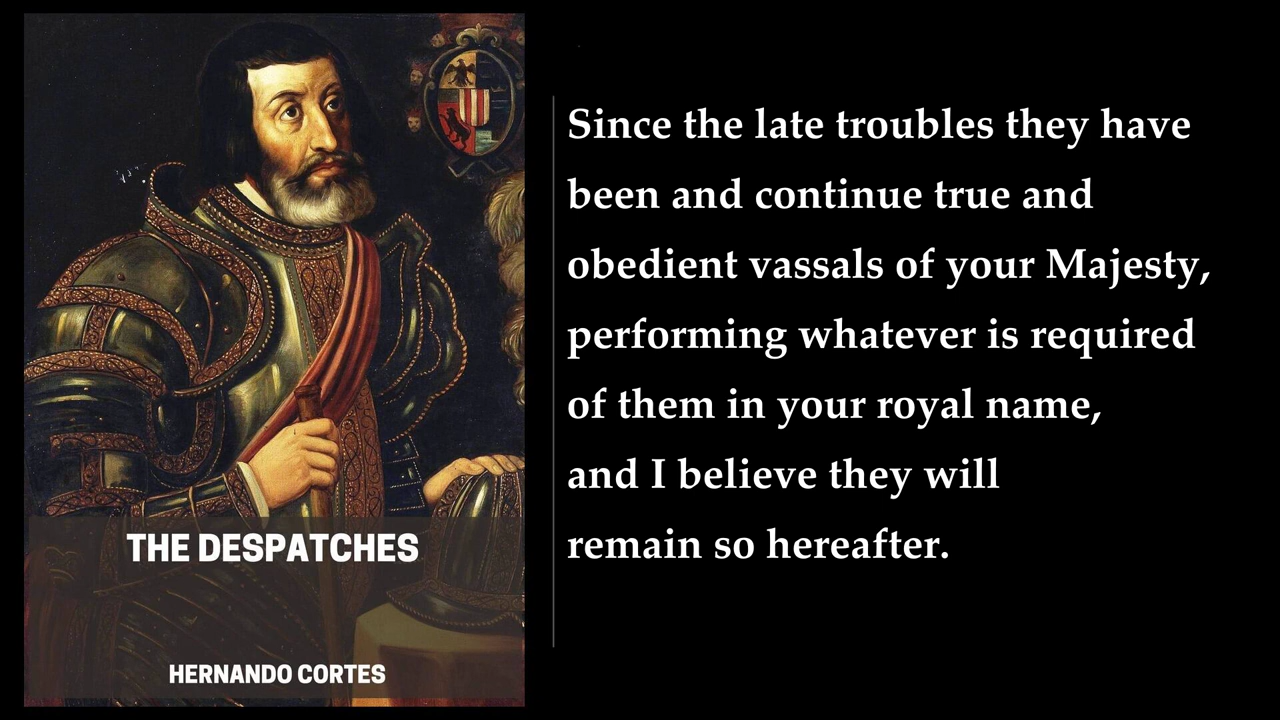 THE DESPATCHES
HERNANDO CORTES
Since the late troubles they have
been and continue true and
obedient vassals of your Majesty,
performing whatever is required
of them in your royal name,
and I believe they will
remain so hereafter.